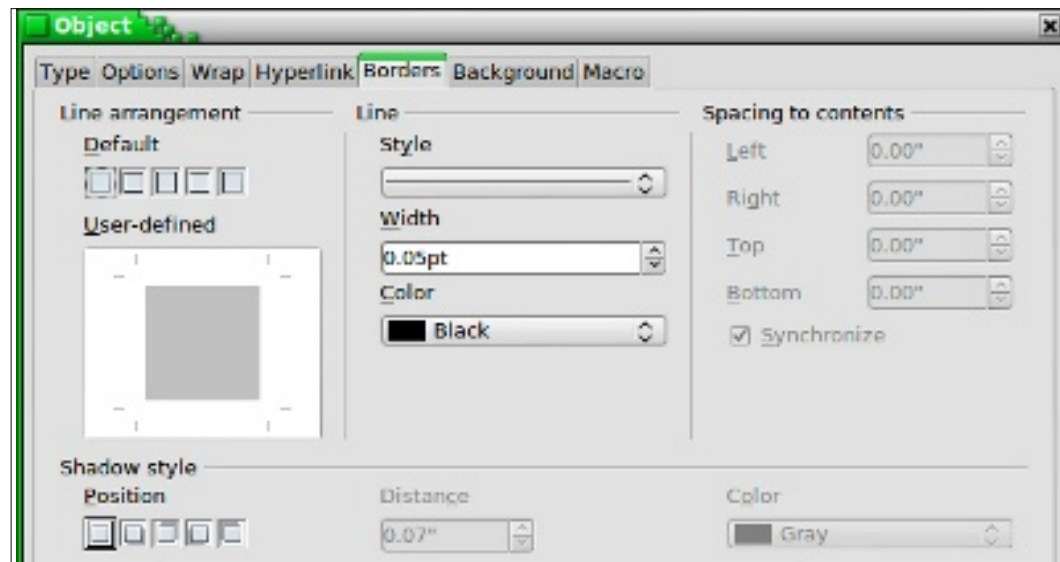 Object
Type Options Wrap Hyperlink Borders Background Macro
Line arrangement
Default
User-defined
Line
Style
Width
0.05pt
Color
Black
Spacing to contents
Left 0.00"
Right 0.00"
Top 0.00"
Bottom 0.00"
Synchronize
Shadow style
Position
Distance
0.07"
Color
Gray